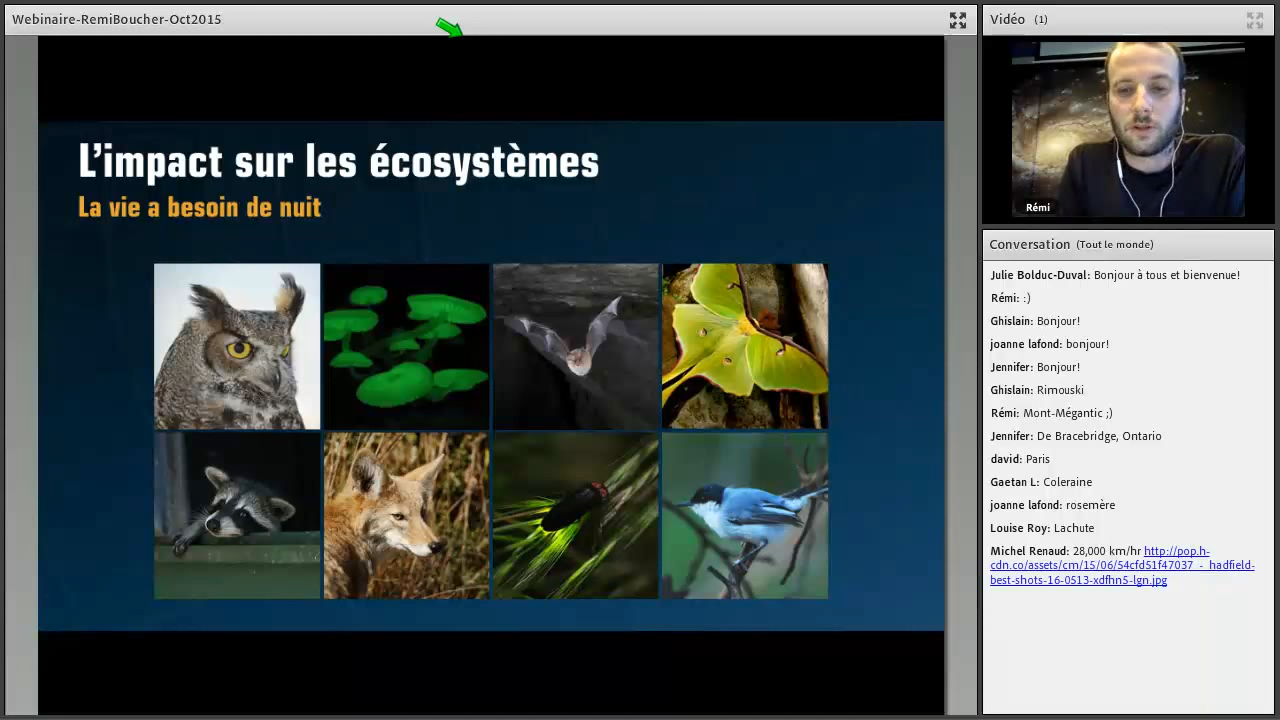 Webinaire-RemiBoucher-Oct2015
L'impact sur les écosystèmes
La vie a besoin de nuit
Vidéo (1)
Rémi
Conversation (Tout le monde)
Julie Bolduc-Duval: Bonjour à tous et bienvenue!
Rémi: :)
Ghislain: Bonjour!
joanne lafond: bonjour!
Jennifer: Bonjour!
Ghislain: Rimouski
Rémi: Mont-Mégantic ;)
Jennifer: De Bracebridge, Ontario
david: Paris
Gaetan L: Coleraine
joanne lafond: rosemère
Louise Roy: Lachute
Michel Renaud: 28,000 km/hr http://pop.h-
cdn.co/assets/cm/15/06/54cfd51f47037_-_hadfield-
best-shots-16-0513-xdfhn5-lgn.jpg